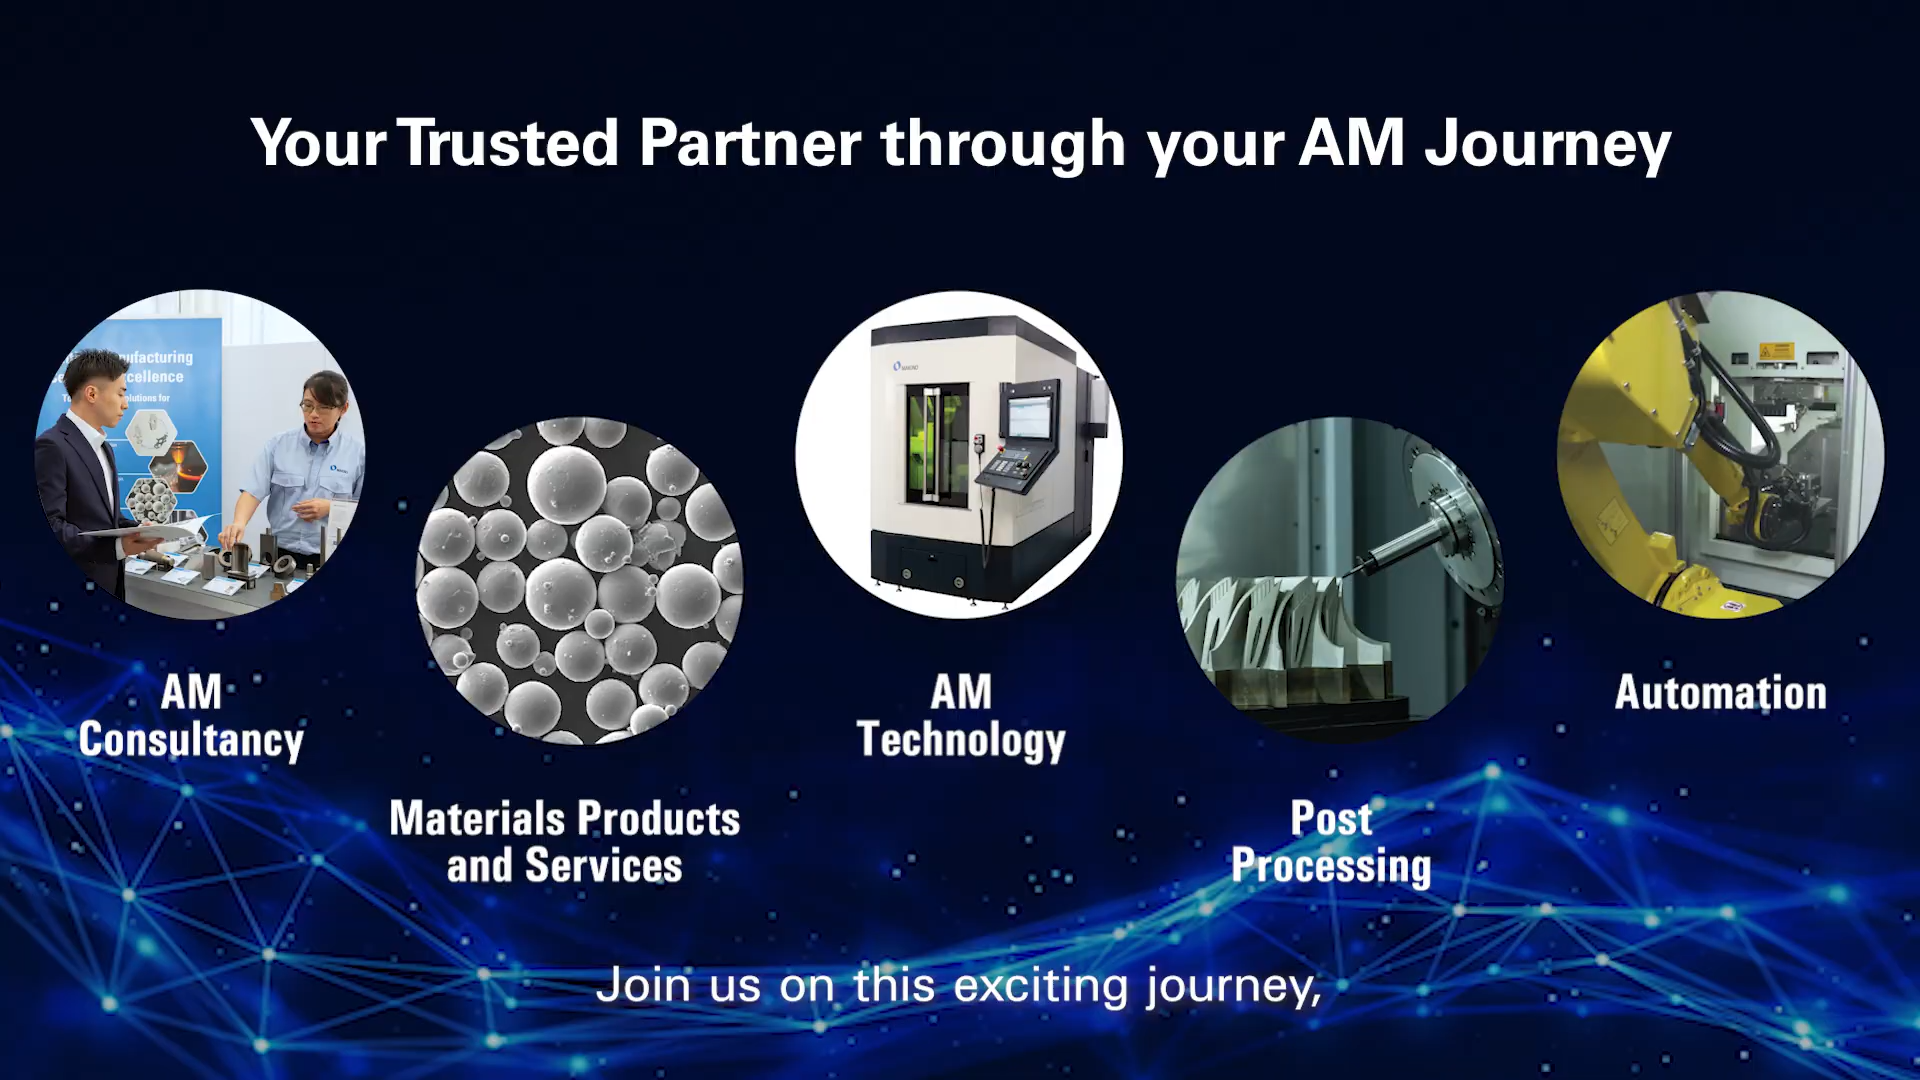 Your Trusted Partner through your AM Journey
AM
Consultancy
Materials Products
and Services
AM
Technology
Post
Processing
Automation
Join us on this exciting journey,
MAKINO